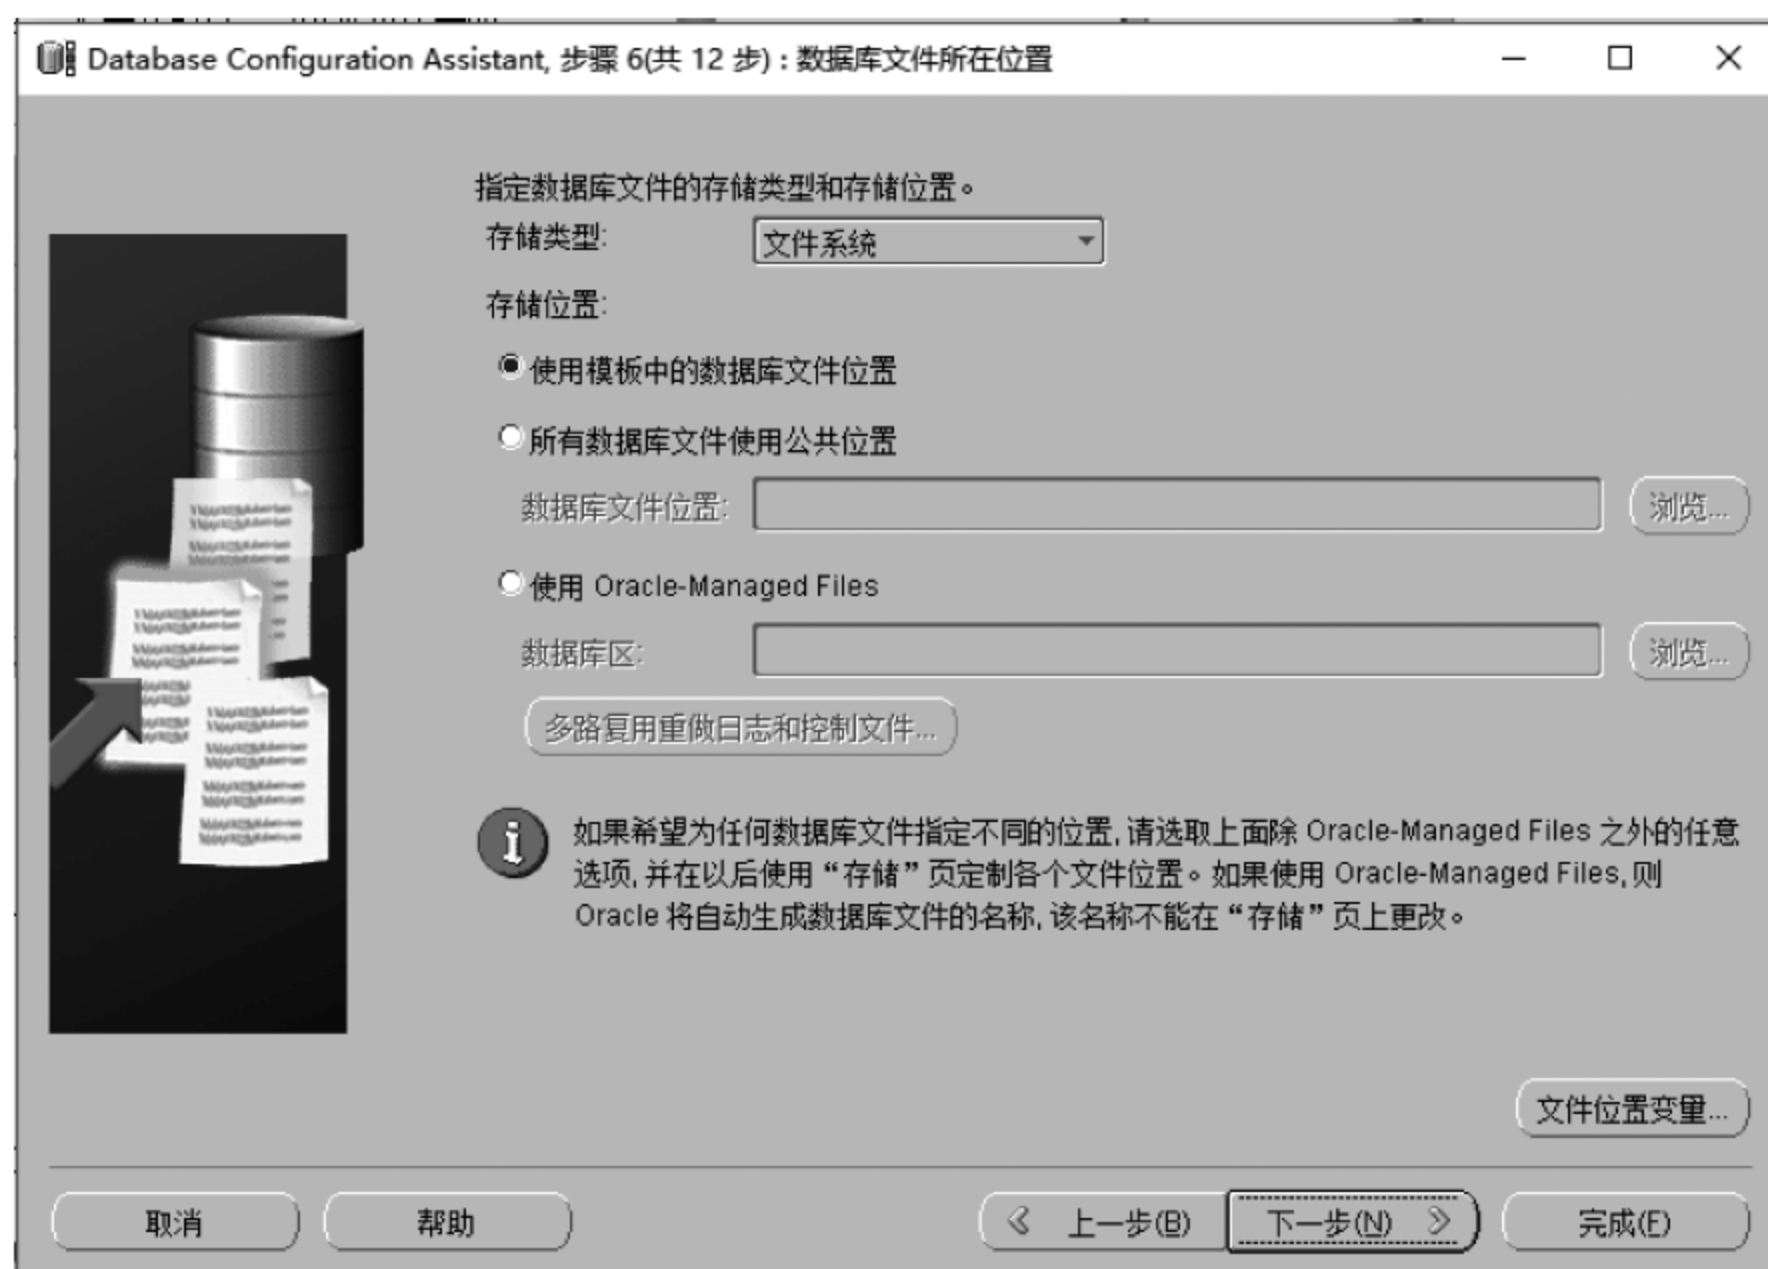 Database Configuration Assistant, 步骤 6(共 12 步) : 数据库文件所在位置
指定数据库文件的存储类型和存储位置。
存储类型: 文件系统
存储位置:
使用模板中的数据库文件位置
所有数据库文件使用公共位置
数据库文件位置: 浏览...
使用 Oracle-Managed Files
数据库区: 浏览...
多路复用重做日志和控制文件...
如果希望为任何数据库文件指定不同的位置, 请选取上面除 Oracle-Managed Files 之外的任意
选项, 并在以后使用 “存储” 页定制各个文件位置。如果使用 Oracle-Managed Files, 则
Oracle 将自动生成数据库文件的名称, 该名称不能在 “存储” 页上更改。
文件位置变量...
取消 帮助 上一步(B) 下一步(N) 完成(F)